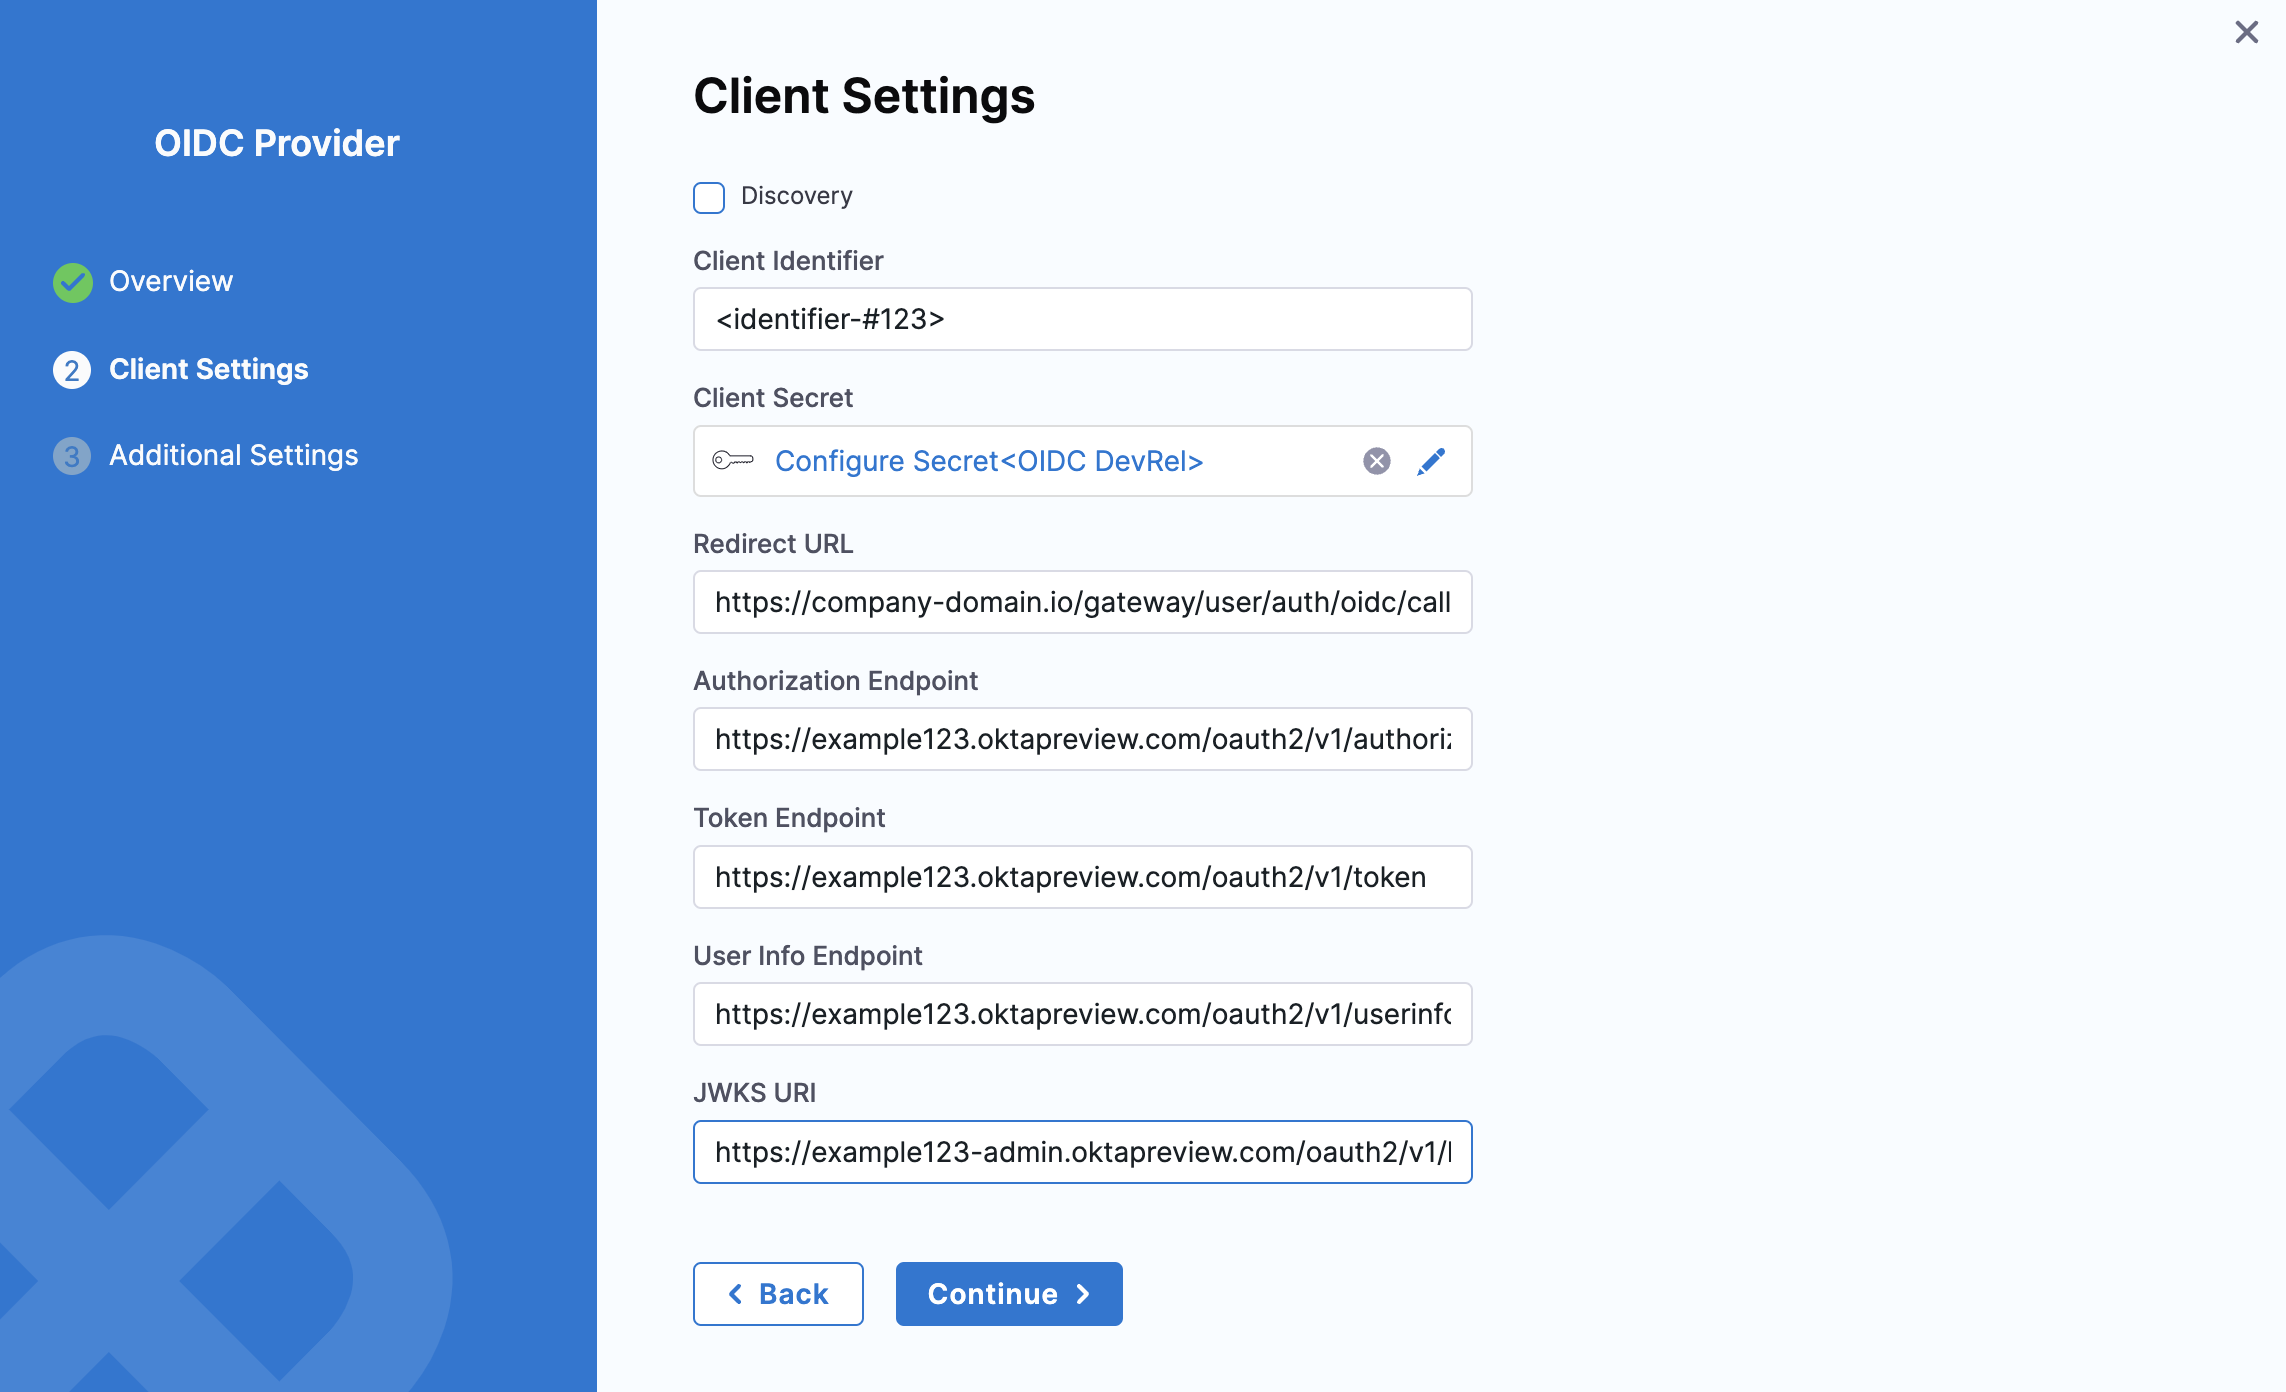 OIDC Provider
Overview
2 Client Settings
3 Additional Settings
Client Settings
Discovery
Client Identifier
<identifier-#123>
Client Secret
Configure Secret<OIDC DevRel>
Redirect URL
https://company-domain.io/gateway/user/auth/oidc/call
Authorization Endpoint
https://example123.oktapreview.com/oauth2/v1/authoriz
Token Endpoint
https://example123.oktapreview.com/oauth2/v1/token
User Info Endpoint
https://example123.oktapreview.com/oauth2/v1/userinfo
JWKS URI
https://example123-admin.oktapreview.com/oauth2/v1/
Back
Continue